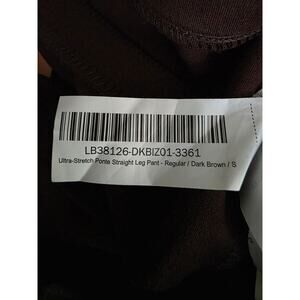 LB38126-DKBIZ01-3361
Ultra-Stretch Ponte Straight Leg Pant - Regular / Dark Brown / S